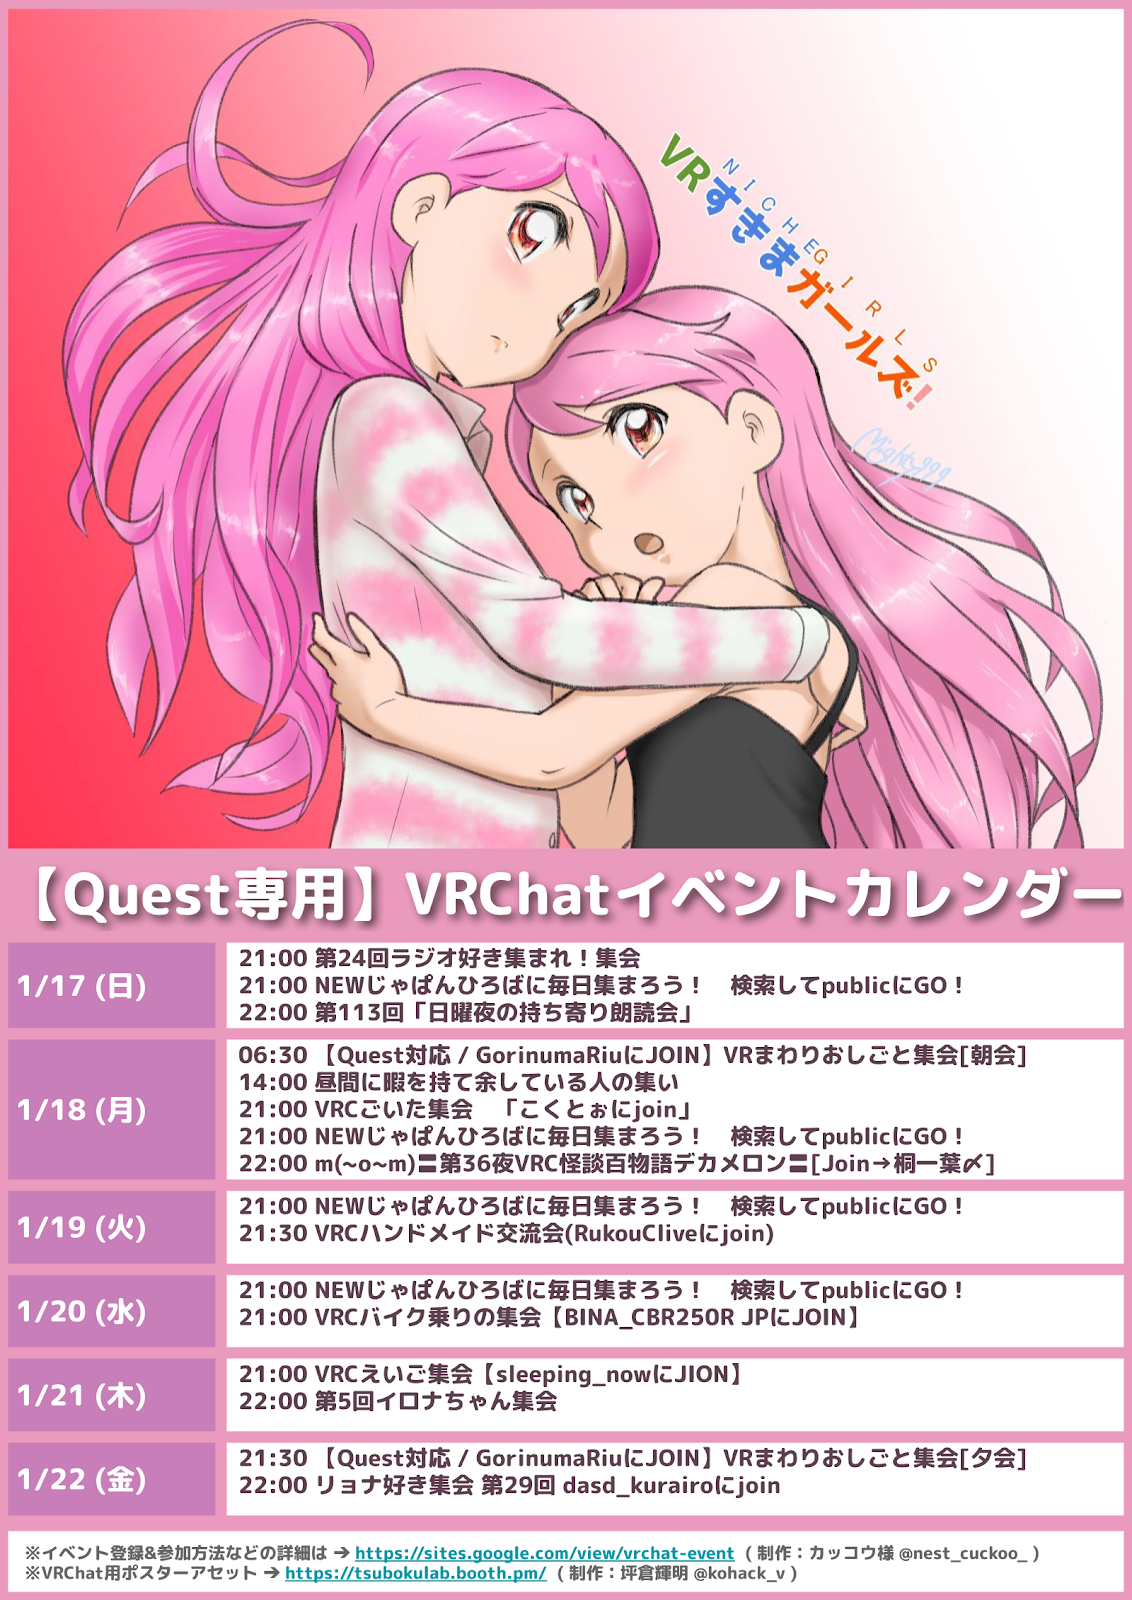 VRすきまガールズ!
NICHE GIRLS
Mighty999
【Quest専用】VRChatイベントカレンダー
1/17 (日)
21:00 第24回ラジオ好き集まれ！集会
21:00 NEWじゃぱんひろばに毎日集まろう！　検索してpublicにGO！
22:00 第113回「日曜夜の持ち寄り朗読会」
1/18 (月)
06:30 【Quest対応 / GorinumaRiuにJOIN】VRまわりおしごと集会[朝会]
14:00 昼間に暇を持て余している人の集い
21:00 VRCごいた集会　「こくとぉにjoin」
21:00 NEWじゃぱんひろばに毎日集まろう！　検索してpublicにGO！
22:00 m(~o~m)〓第36夜VRC怪談百物語デカメロン〓[Join→桐一葉〆]
1/19 (火)
21:00 NEWじゃぱんひろばに毎日集まろう！　検索してpublicにGO！
21:30 VRCハンドメイド交流会(RukouCliveにjoin)
1/20 (水)
21:00 NEWじゃぱんひろばに毎日集まろう！　検索してpublicにGO！
21:00 VRCバイク乗りの集会【BINA_CBR250R JPにJOIN】
1/21 (木)
21:00 VRCえいご集会【sleeping_nowにJION】
22:00 第5回イロナちゃん集会
1/22 (金)
21:30 【Quest対応 / GorinumaRiuにJOIN】VRまわりおしごと集会[夕会]
22:00 リョナ好き集会 第29回 dasd_kurairoにjoin
※イベント登録&参加方法などの詳細は → https://sites.google.com/view/vrchat-event ( 制作：カッコウ様 @nest_cuckoo_ )
※VRChat用ポスターアセット → https://tsubokulab.booth.pm/ ( 制作：坪倉輝明 @kohack_v )